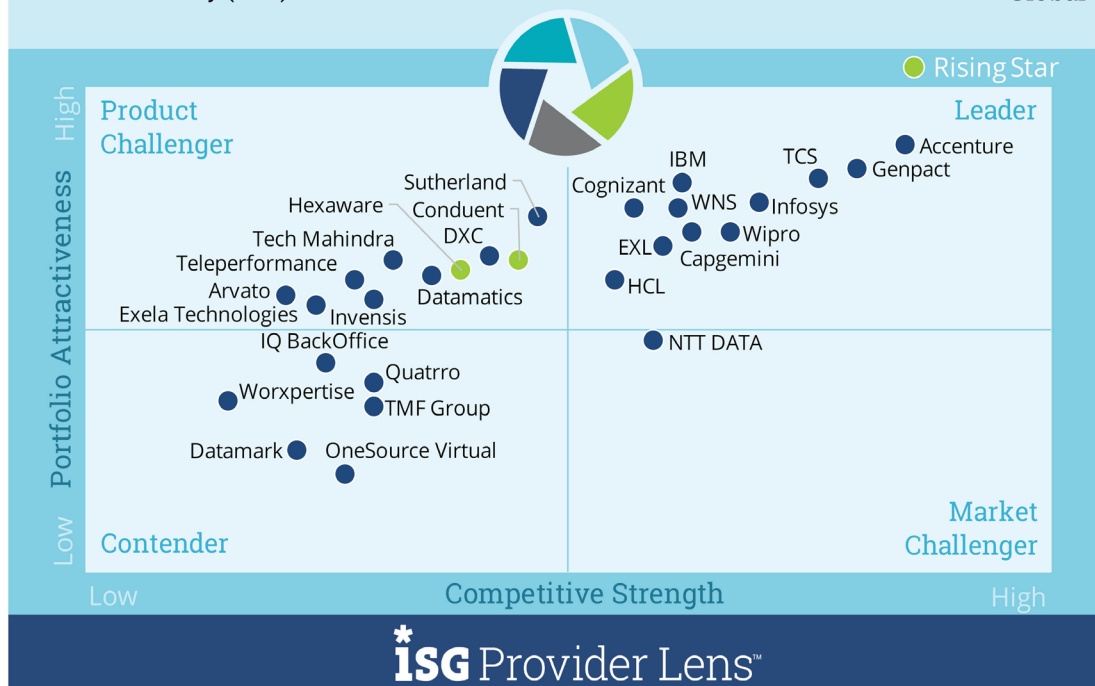 Rising Star
Product
Challenger
Leader
High
Accenture
IBM
TCS
Genpact
Sutherland
Cognizant
Hexaware
Conduent
WNS
Infosys
Tech Mahindra
DXC
Wipro
EXL
Capgemini
Teleperformance
Arvato
Datamatics
HCL
Exela Technologies
Invensis
IQ BackOffice
NTT DATA
Quatrro
Worxpertise
TMF Group
Datamark
OneSource Virtual
Portfolio Attractiveness
Market
Challenger
Contender
Low
Low
Competitive Strength
High
iSG Provider Lens™